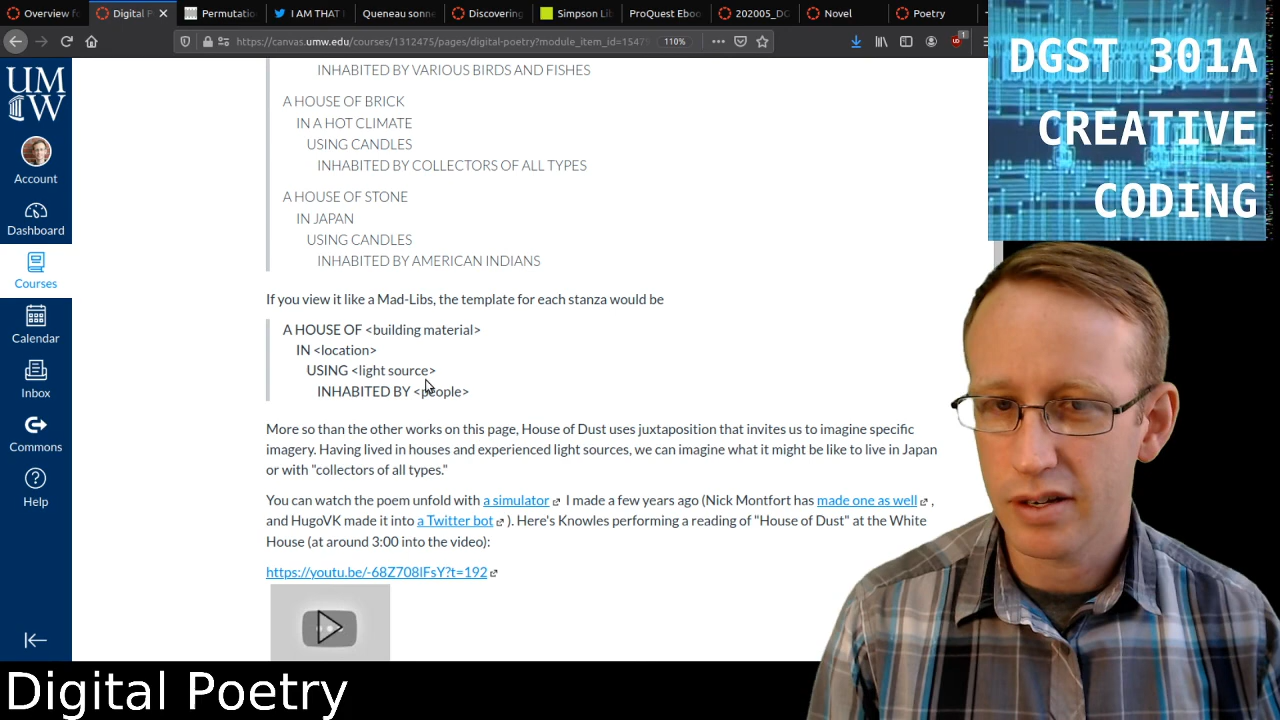 Overview f
Digital P
Permutatio
I AM THAT I
Queneau sonne
Discovering
Simpson Lib
ProQuest Eboo
202005_DG
Novel
Poetry
https://canvas.umw.edu/courses/1312475/pages/digital-poetry?module_item_id=1547
110%
1
DGST 301A
CREATIVE
CODING
UM
W
Account
Dashboard
Courses
Calendar
Inbox
Commons
Help
INHABITED BY VARIOUS BIRDS AND FISHES
A HOUSE OF BRICK
IN A HOT CLIMATE
USING CANDLES
INHABITED BY COLLECTORS OF ALL TYPES
A HOUSE OF STONE
IN JAPAN
USING CANDLES
INHABITED BY AMERICAN INDIANS
If you view it like a Mad-Libs, the template for each stanza would be
A HOUSE OF <building material>
IN <location>
USING <light source>
INHABITED BY <people>
More so than the other works on this page, House of Dust uses juxtaposition that invites us to imagine specific
imagery. Having lived in houses and experienced light sources, we can imagine what it might be like to live in Japan
or with "collectors of all types."
You can watch the poem unfold with a simulator I made a few years ago (Nick Montfort has made one as well ,
and HugoVK made it into a Twitter bot ). Here's Knowles performing a reading of "House of Dust" at the White
House (at around 3:00 into the video):
https://youtu.be/-68Z708lFsY?t=192
Digital Poetry